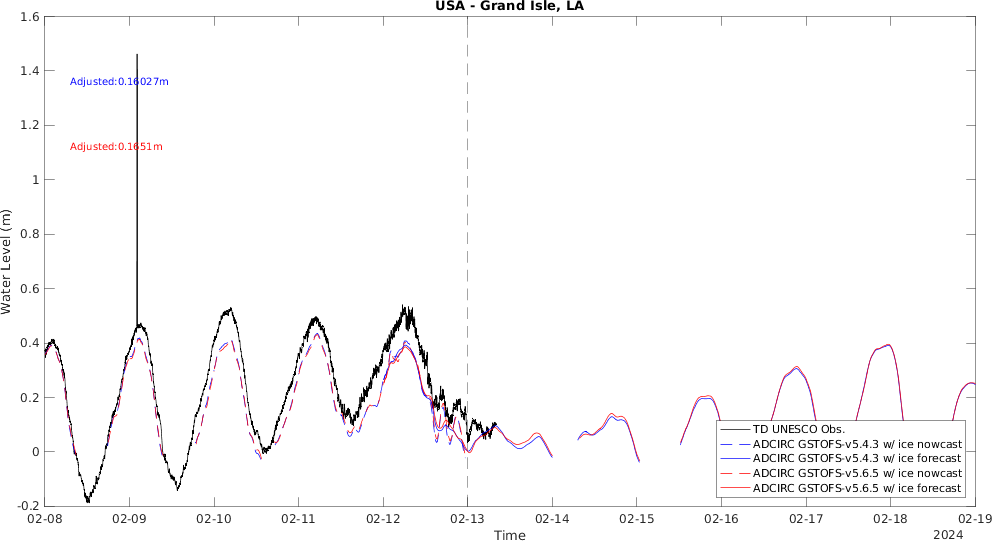 USA - Grand Isle, LA
1.6
1.4
1.2
1
0.8
0.6
0.4
0.2
0
-0.2
Water Level (m)
Adjusted:0.16027m
Adjusted:0.1651m
TD UNESCO Obs.
ADCIRC GSTOFS-v5.4.3 w/ ice nowcast
ADCIRC GSTOFS-v5.4.3 w/ ice forecast
ADCIRC GSTOFS-v5.6.5 w/ ice nowcast
ADCIRC GSTOFS-v5.6.5 w/ ice forecast
02-08 02-09 02-10 02-11 02-12 02-13 02-14 02-15 02-16 02-17 02-18 02-19
Time
2024